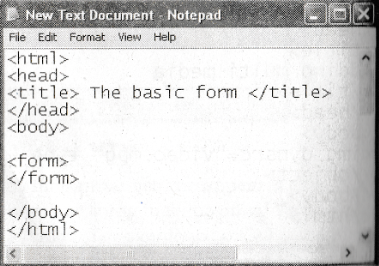 New Text Document - Notepad
File Edit Format View Help
<html>
<head>
<title> The basic form </title>
</head>
<body>
<form>
</form>
</body>
</html>